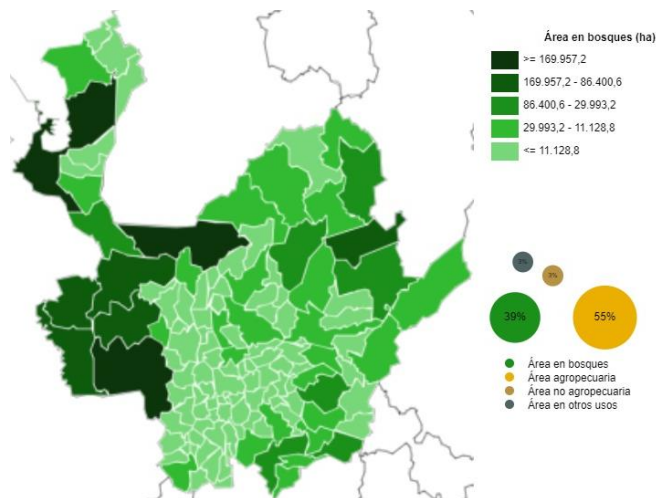 Área en bosques (ha)
>= 169.957,2
169.957,2 - 86.400,6
86.400,6 - 29.993,2
29.993,2 - 11.128,8
<= 11.128,8
3%
3%
39%
55%
Área en bosques
Área agropecuaria
Área no agropecuaria
Área en otros usos